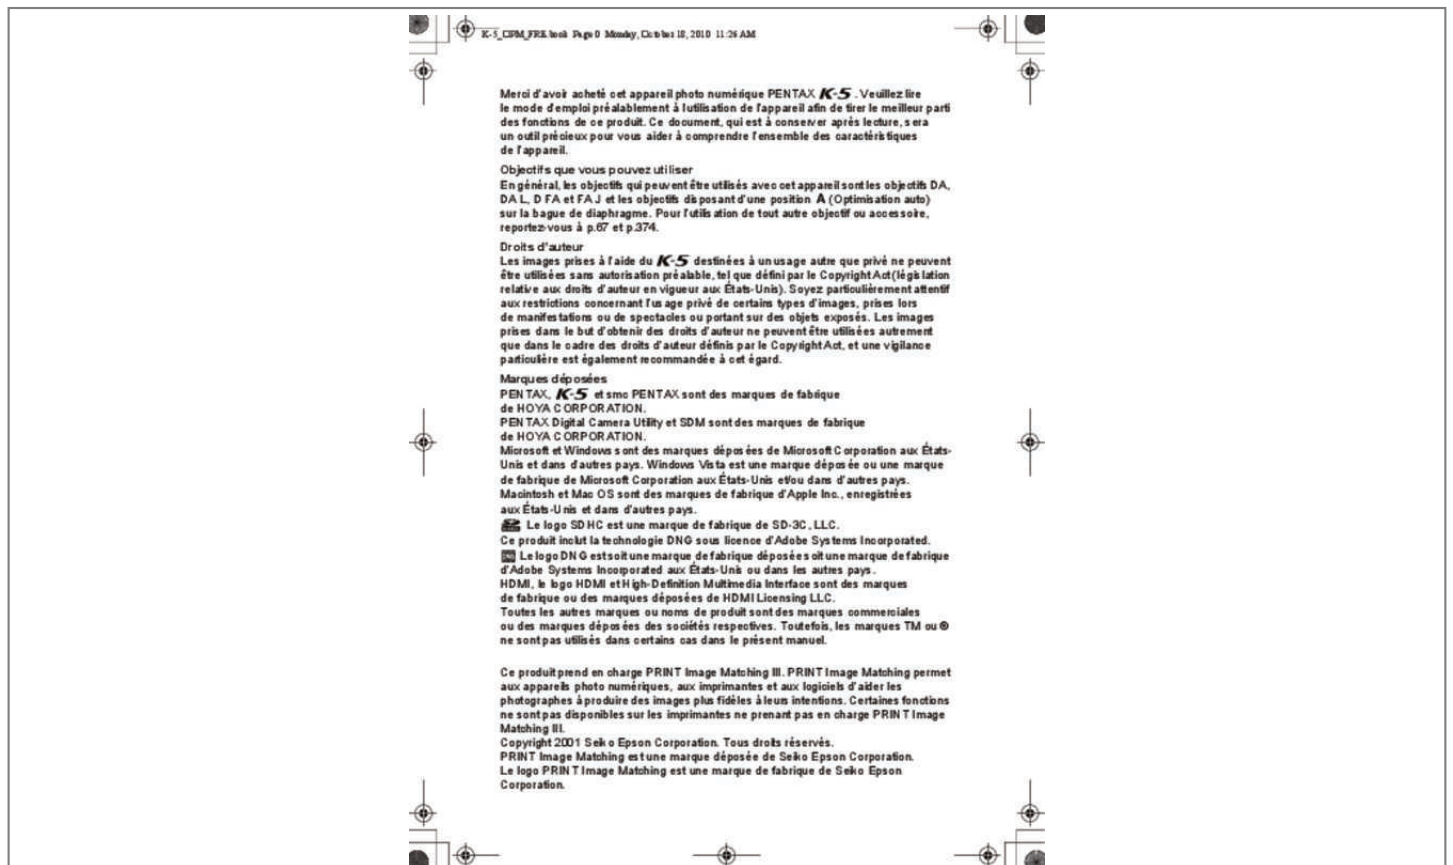 K-5_OPM_FRE.book Page 0 Monday, October 18, 2010 11:26 AM
Merci d'avoir acheté cet appareil photo numérique PENTAX K-5 . Veuillez lire
le mode d'emploi préalablement à l'utilisation de l'appareil afin de tirer le meilleur parti
des fonctions de ce produit. Ce document, qui est à conserver après lecture, sera
un outil précieux pour vous aider à comprendre l'ensemble des caractéristiques
de l'appareil.
Objectifs que vous pouvez utiliser
En général, les objectifs qui peuvent être utilisés avec cet appareil sont les objectifs DA,
DA L, D FA et FA J et les objectifs disposant d'une position A (Optimisation auto)
sur la bague de diaphragme. Pour l'utilisation de tout autre objectif ou accessoire,
reportez-vous à p.67 et p.374.
Droits d'auteur
Les images prises à l'aide du K-5 destinées à un usage autre que privé ne peuvent
être utilisées sans autorisation préalable, tel que défini par le Copyright Act (législation
relative aux droits d'auteur en vigueur aux États-Unis). Soyez particulièrement attentif
aux restrictions concernant l'usage privé de certains types d'images, prises lors
de manifestations ou de spectacles ou portant sur des objets exposés. Les images
prises dans le but d'obtenir des droits d'auteur ne peuvent être utilisées autrement
que dans le cadre des droits d'auteur définis par le Copyright Act, et une vigilance
particulière est également recommandée à cet égard.
Marques déposées
PENTAX, K-5 et smc PENTAX sont des marques de fabrique
de HOYA CORPORATION.
PENTAX Digital Camera Utility et SDM sont des marques de fabrique
de HOYA CORPORATION.
Microsoft et Windows sont des marques déposées de Microsoft Corporation aux États-
Unis et dans d'autres pays. Windows Vista est une marque déposée ou une marque
de fabrique de Microsoft Corporation aux États-Unis et/ou dans d'autres pays.
Macintosh et Mac OS sont des marques de fabrique d'Apple Inc., enregistrées
aux États-Unis et dans d'autres pays.
Le logo SDHC est une marque de fabrique de SD-3C, LLC.
Ce produit inclut la technologie DNG sous licence d'Adobe Systems Incorporated.
Le logo DNG est soit une marque de fabrique déposée soit une marque de fabrique
d'Adobe Systems Incorporated aux États-Unis ou dans les autres pays.
HDMI, le logo HDMI et High-Definition Multimedia Interface sont des marques
de fabrique ou des marques déposées de HDMI Licensing LLC.
Toutes les autres marques ou noms de produit sont des marques commerciales
ou des marques déposées des sociétés respectives. Toutefois, les marques TM ou ®
ne sont pas utilisés dans certains cas dans le présent manuel.
Ce produit prend en charge PRINT Image Matching III. PRINT Image Matching permet
aux appareils photo numériques, aux imprimantes et aux logiciels d'aider les
photographes à produire des images plus fidèles à leurs intentions. Certaines fonctions
ne sont pas disponibles sur les imprimantes ne prenant pas en charge PRINT Image
Matching III.
Copyright 2001 Seiko Epson Corporation. Tous droits réservés.
PRINT Image Matching est une marque déposée de Seiko Epson Corporation.
Le logo PRINT Image Matching est une marque de fabrique de Seiko Epson
Corporation.